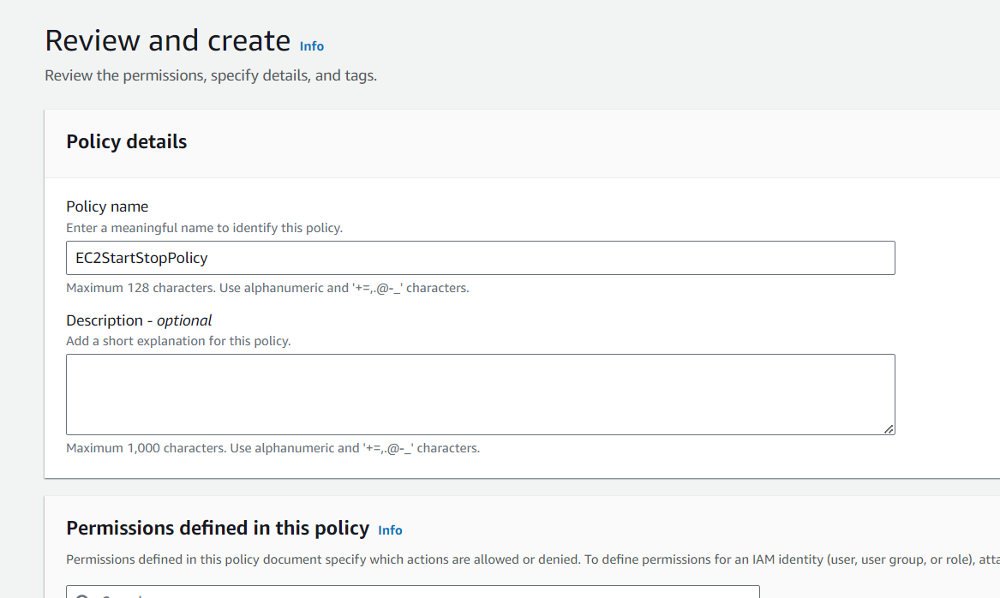 Review and create Info
Review the permissions, specify details, and tags.
Policy details
Policy name
Enter a meaningful name to identify this policy.
EC2StartStopPolicy
Maximum 128 characters. Use alphanumeric and '+=,.@-_' characters.
Description - optional
Add a short explanation for this policy.
Maximum 1,000 characters. Use alphanumeric and '+=,.@-_' characters.
Permissions defined in this policy Info
Permissions defined in this policy document specify which actions are allowed or denied. To define permissions for an IAM identity (user, user group, or role), atta